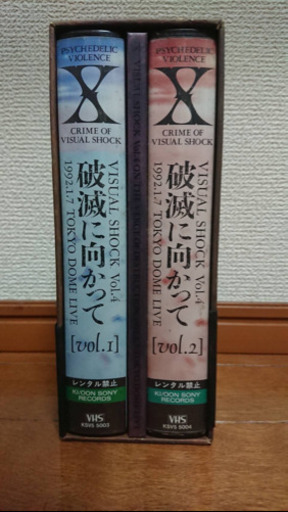 PSYCHEDELIC
VIOLENCE
X
CRIME OF
VISUAL SHOCK
VISUAL SHOCK Vol.4
破滅に向かって
1992.1.7 TOKYO DOME LIVE
[vol.1]
レンタル禁止
KI/OON SONY
RECORDS
VHS
KSVS 5003
VISUAL SHOCK Vol.4
PSYCHEDELIC
VIOLENCE
X
CRIME OF
VISUAL SHOCK
VISUAL SHOCK Vol.4
破滅に向かって
1992.1.7 TOKYO DOME LIVE
[vol.2]
レンタル禁止
KI/OON SONY
RECORDS
VHS
KSVS 5004